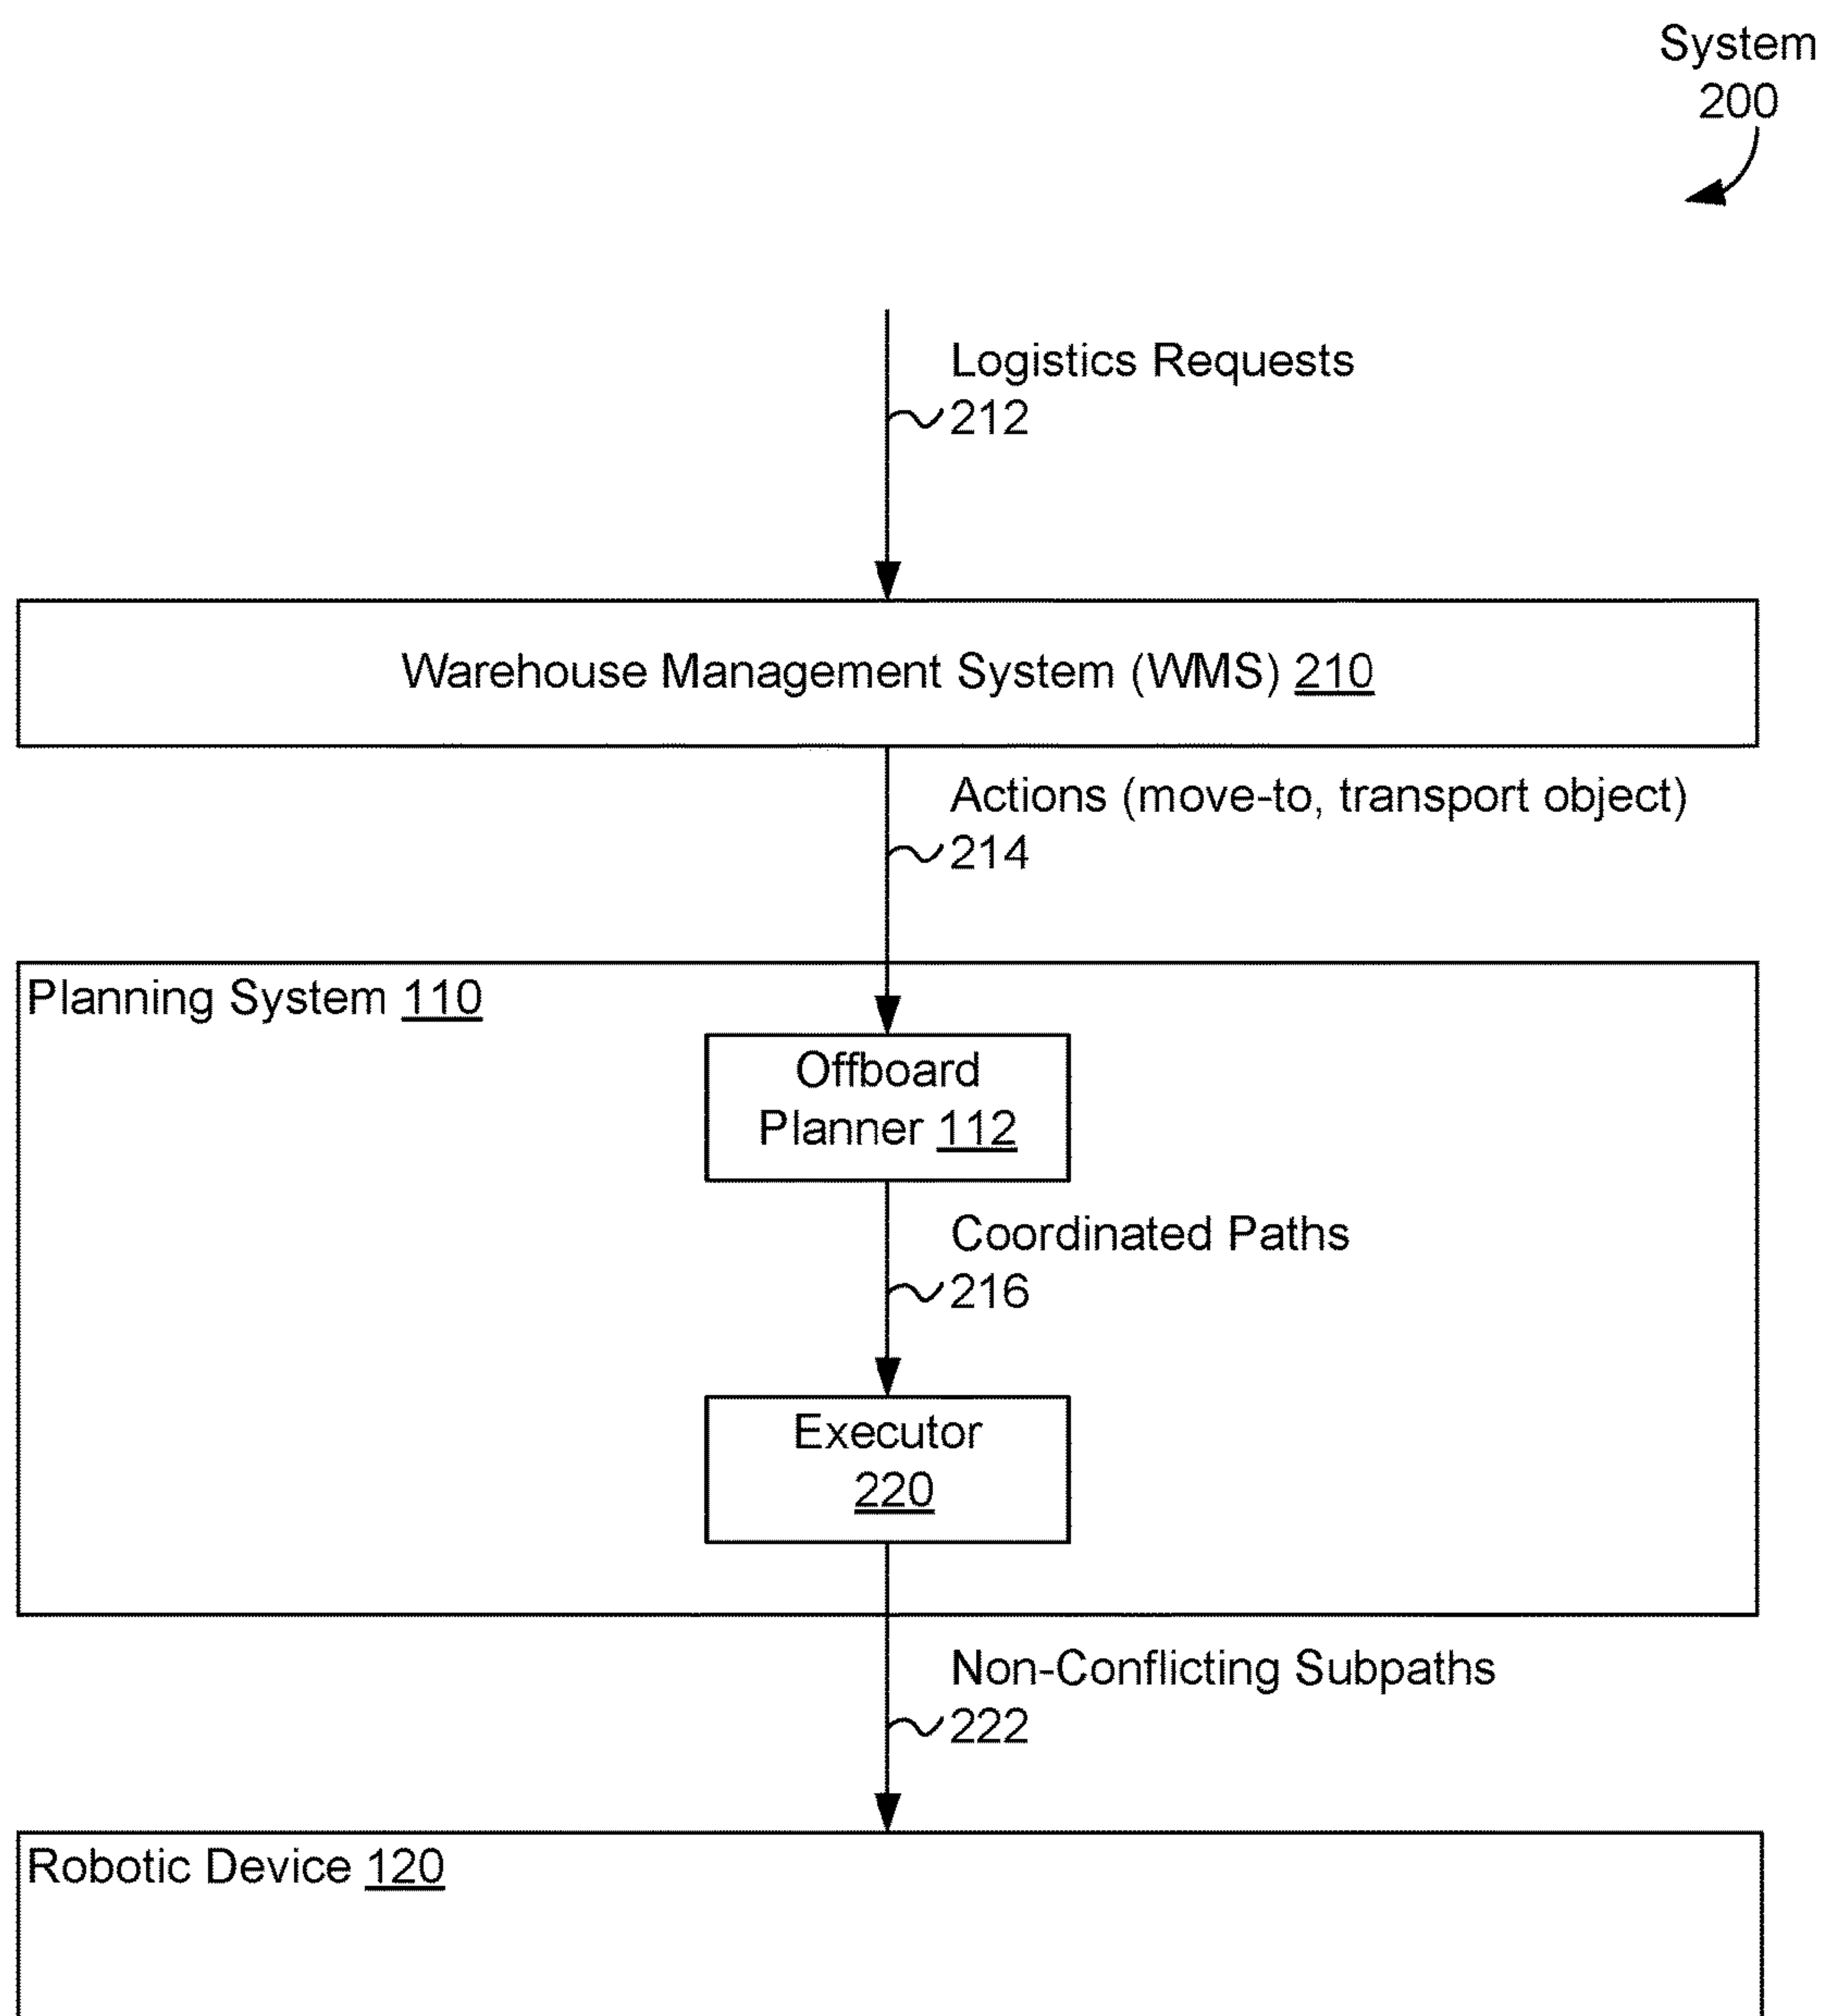 System
200
Logistics Requests
212
Warehouse Management System (WMS) 210
Actions (move-to, transport object)
214
Planning System 110
Offboard
Planner 112
Coordinated Paths
216
Executor
220
Non-Conflicting Subpaths
222
Robotic Device 120